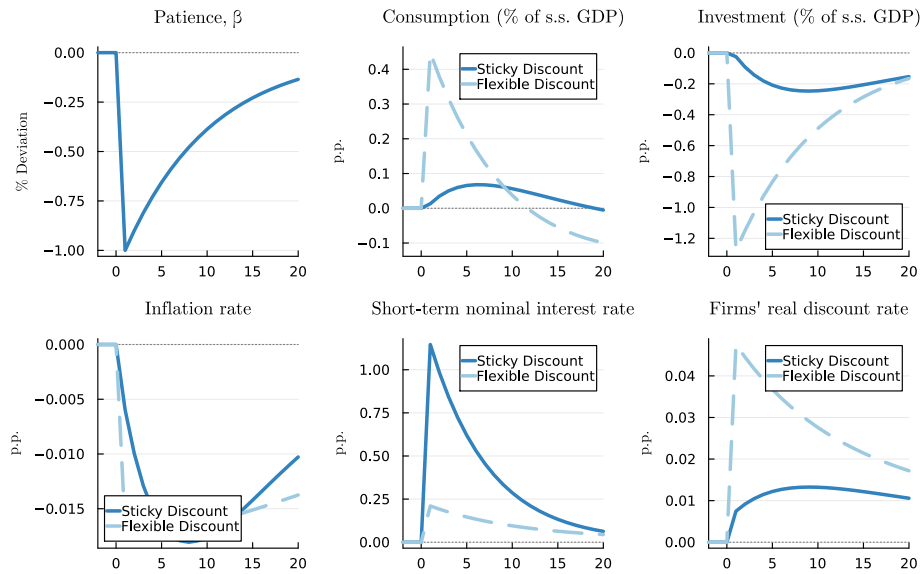 Patience, β
Consumption (% of s.s. GDP)
Investment (% of s.s. GDP)
% Deviation
0.00
−0.25
−0.50
−0.75
−1.00
0
5
10
15
20
p.p.
0.4
0.3
0.2
0.1
0.0
−0.1
Sticky Discount
Flexible Discount
0
5
10
15
20
p.p.
0.0
−0.2
−0.4
−0.6
−0.8
−1.0
−1.2
Sticky Discount
Flexible Discount
0
5
10
15
20
Inflation rate
Short-term nominal interest rate
Firms' real discount rate
p.p.
0.000
−0.005
−0.010
−0.015
Sticky Discount
Flexible Discount
0
5
10
15
20
p.p.
1.00
0.75
0.50
0.25
0.00
Sticky Discount
Flexible Discount
0
5
10
15
20
p.p.
0.04
0.03
0.02
0.01
0.00
Sticky Discount
Flexible Discount
0
5
10
15
20